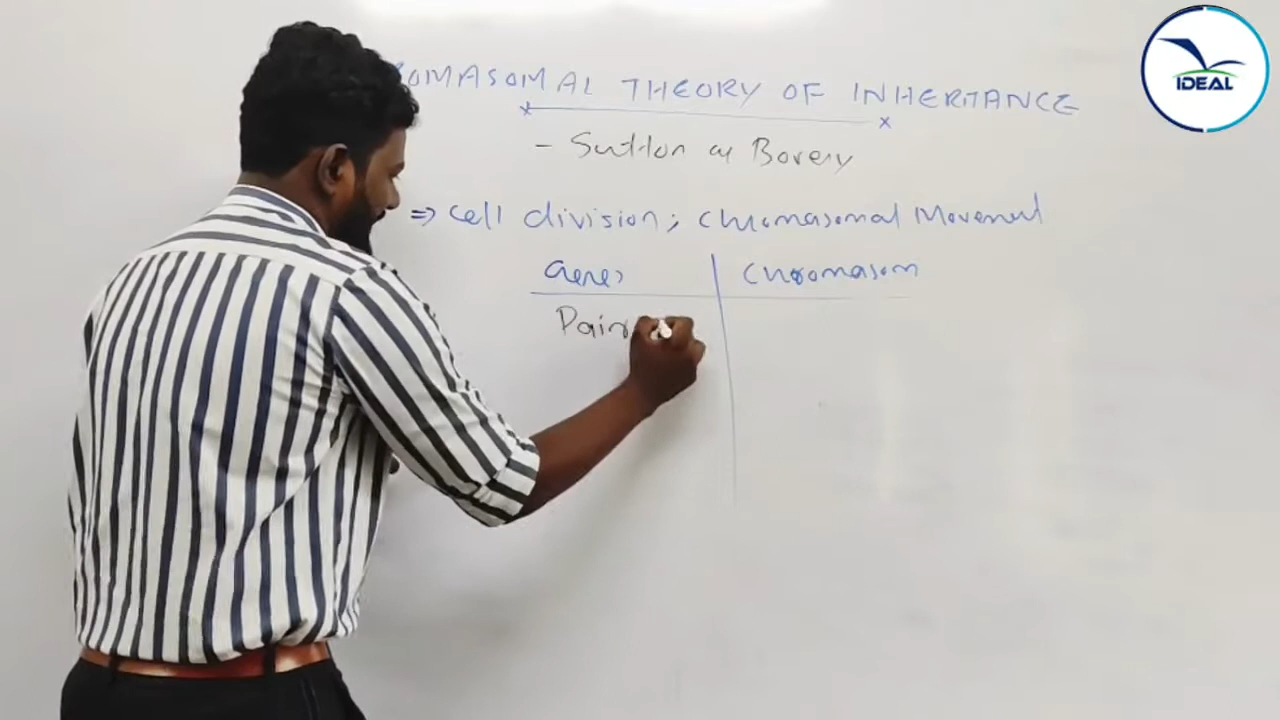 OMASOMAL THEORY OF INHERITANCE
- Sutton & Bovery
⇒ Cell division; Chromasomal Movement
Genes Chromasom
Pair
IDEAL